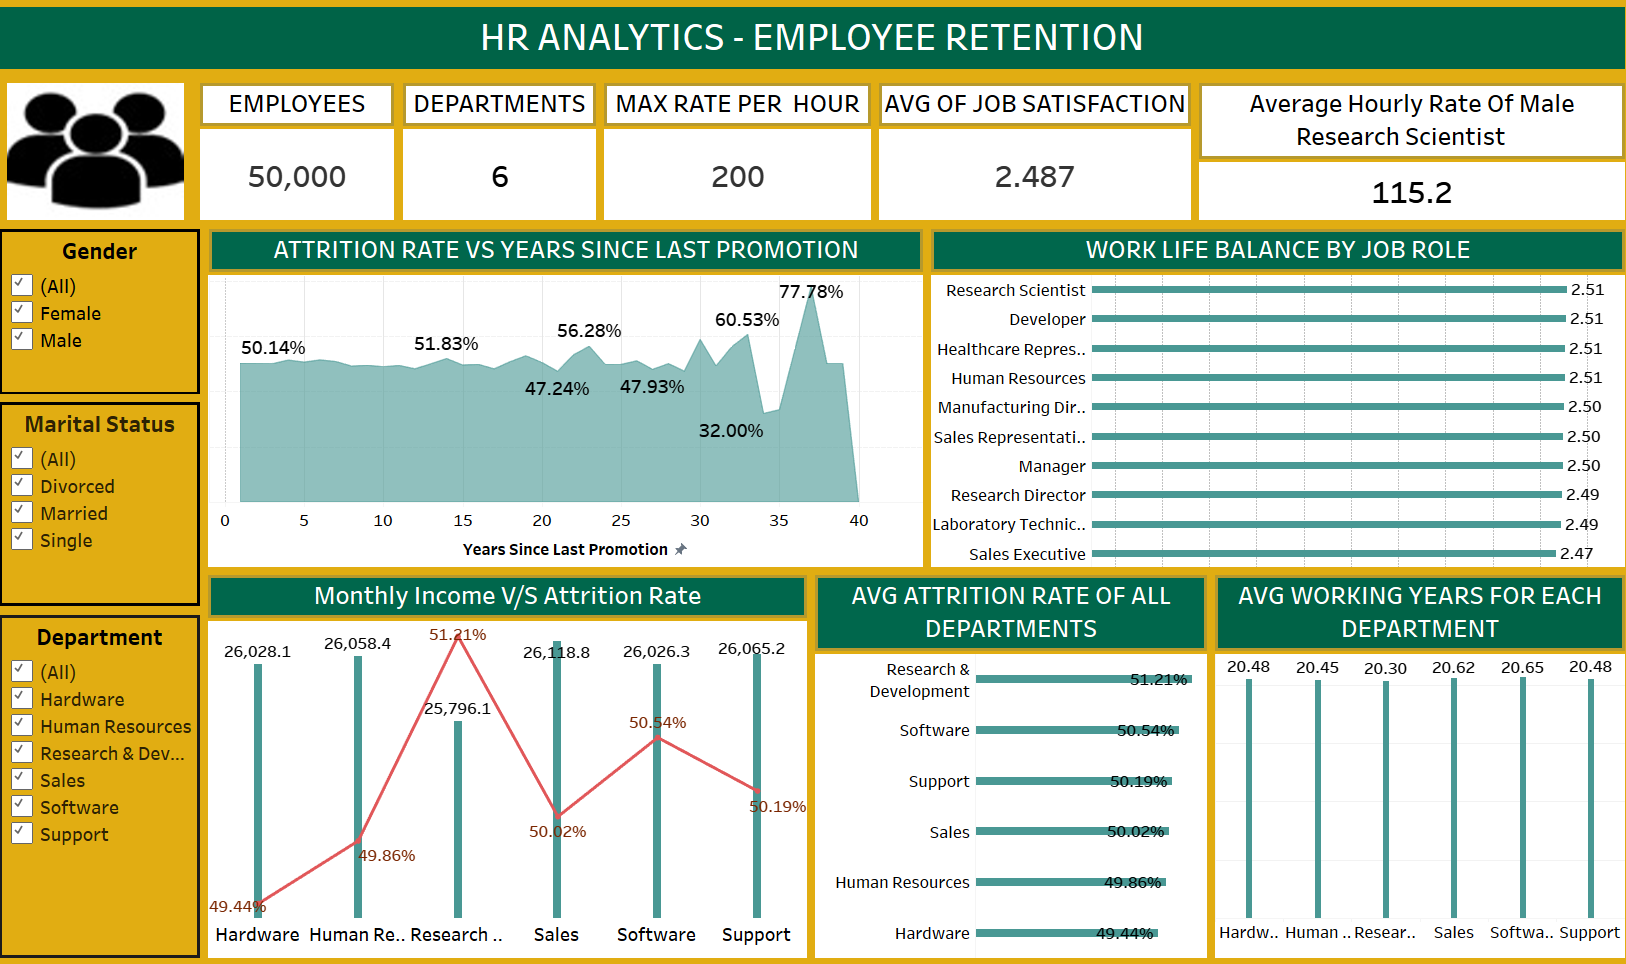 HR ANALYTICS - EMPLOYEE RETENTION
EMPLOYEES
50,000
DEPARTMENTS
6
MAX RATE PER HOUR
200
AVG OF JOB SATISFACTION
2.487
Average Hourly Rate Of Male
Research Scientist
115.2
Gender
(All)
Female
Male
Marital Status
(All)
Divorced
Married
Single
Department
(All)
Hardware
Human Resources
Research & Dev...
Sales
Software
Support
ATTRITION RATE VS YEARS SINCE LAST PROMOTION
77.78%
60.53%
56.28%
51.83%
50.14%
47.24%
47.93%
32.00%
0 5 10 15 20 25 30 35 40
Years Since Last Promotion
WORK LIFE BALANCE BY JOB ROLE
Research Scientist 2.51
Developer 2.51
Healthcare Repres.. 2.51
Human Resources 2.51
Manufacturing Dir.. 2.50
Sales Representati.. 2.50
Manager 2.50
Research Director 2.49
Laboratory Technic.. 2.49
Sales Executive 2.47
Monthly Income V/S Attrition Rate
26,028.1 26,058.4 25,796.1 26,118.8 26,026.3 26,065.2
49.44% 49.86% 51.21% 50.02% 50.54% 50.19%
Hardware Human Re.. Research .. Sales Software Support
AVG ATTRITION RATE OF ALL
DEPARTMENTS
Research &
Development 51.21%
Software 50.54%
Support 50.19%
Sales 50.02%
Human Resources 49.86%
Hardware 49.44%
AVG WORKING YEARS FOR EACH
DEPARTMENT
20.48 20.45 20.30 20.62 20.65 20.48
Hardw.. Human .. Resear.. Sales Softwa.. Support